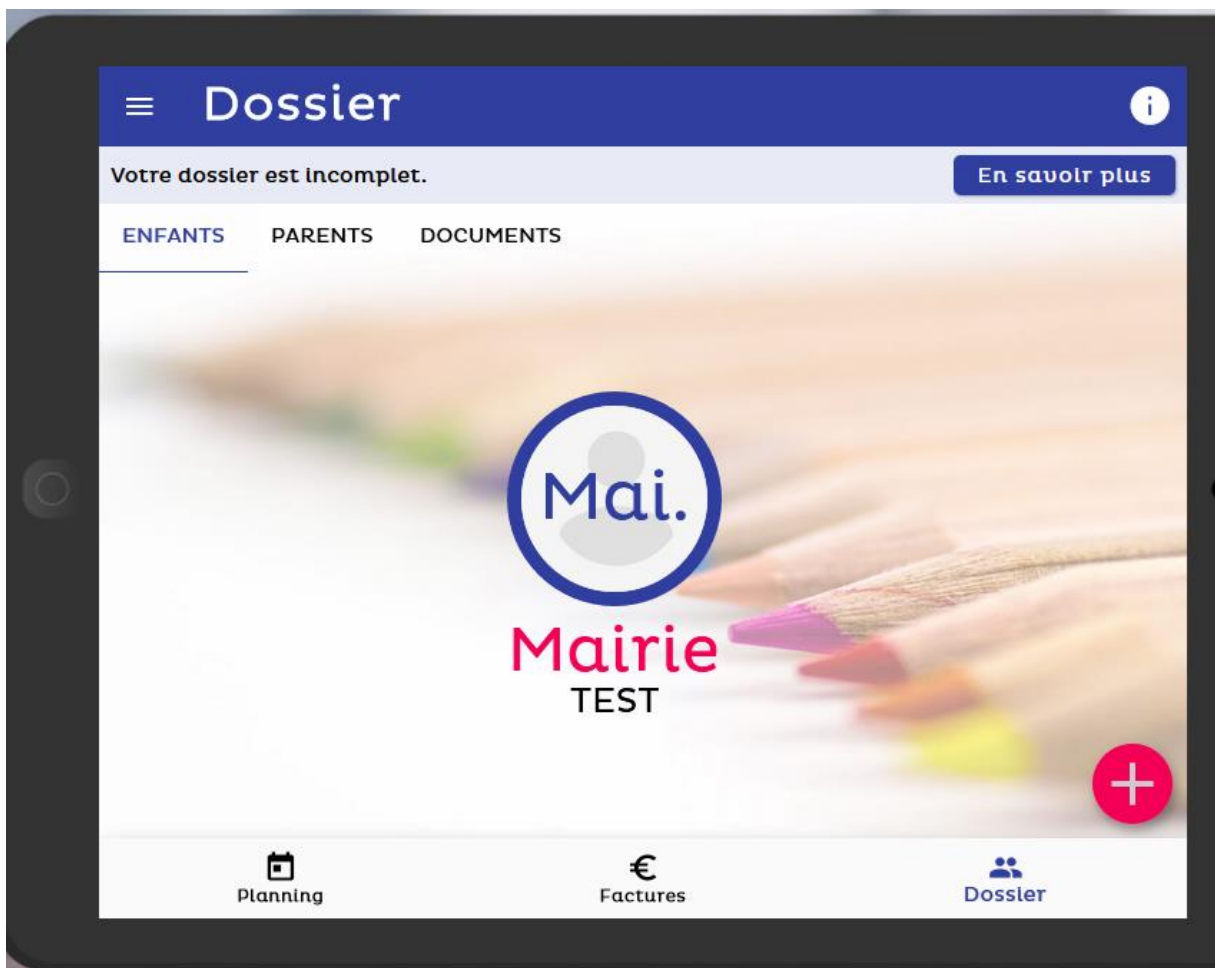 Dossier
Votre dossier est incomplet.
En savoir plus
ENFANTS PARENTS DOCUMENTS
Mai.
Mairie
TEST
Planning
Factures
Dossier